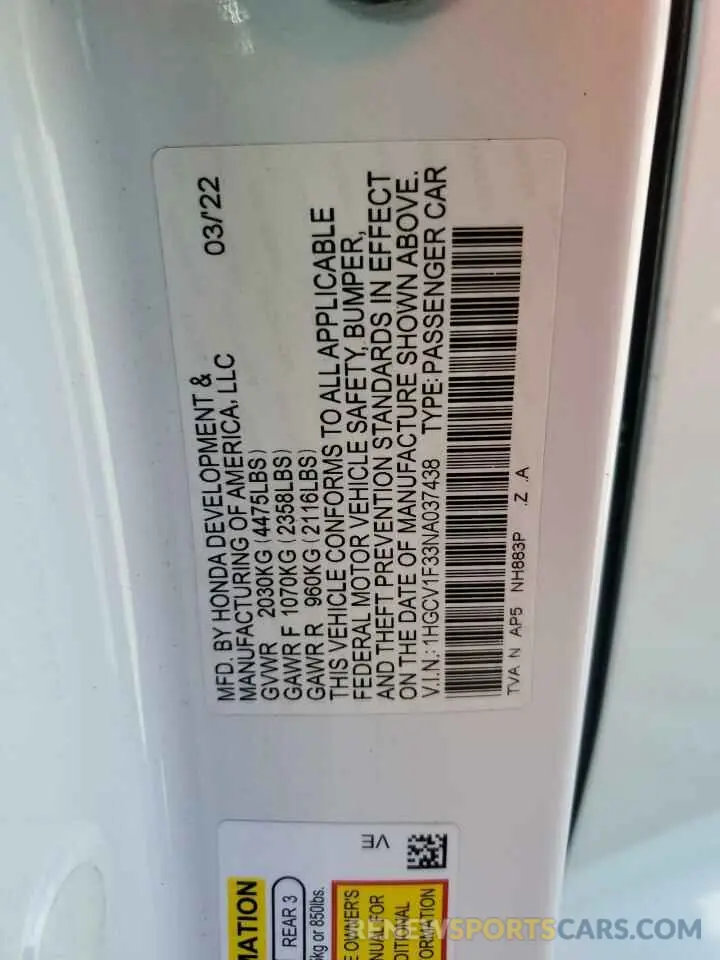 MFD. BY HONDA DEVELOPMENT & 03/'22
MANUFACTURING OF AMERICA, LLC
GVWR 2030KG (4475LBS)
GAWR F 1070KG (2358LBS)
GAWR R 960KG (2116LBS)
THIS VEHICLE CONFORMS TO ALL APPLICABLE
FEDERAL MOTOR VEHICLE SAFETY, BUMPER,
AND THEFT PREVENTION STANDARDS IN EFFECT
ON THE DATE OF MANUFACTURE SHOWN ABOVE.
V.I.N.: 1HGCV1F33NA037438 TYPE: PASSENGER CAR
TVA N AP5 NH883P .Z .A
VE
REAR 3
kg or 850lbs.
OWNER'S
FOR
RENEWSPORTSCARS.COM